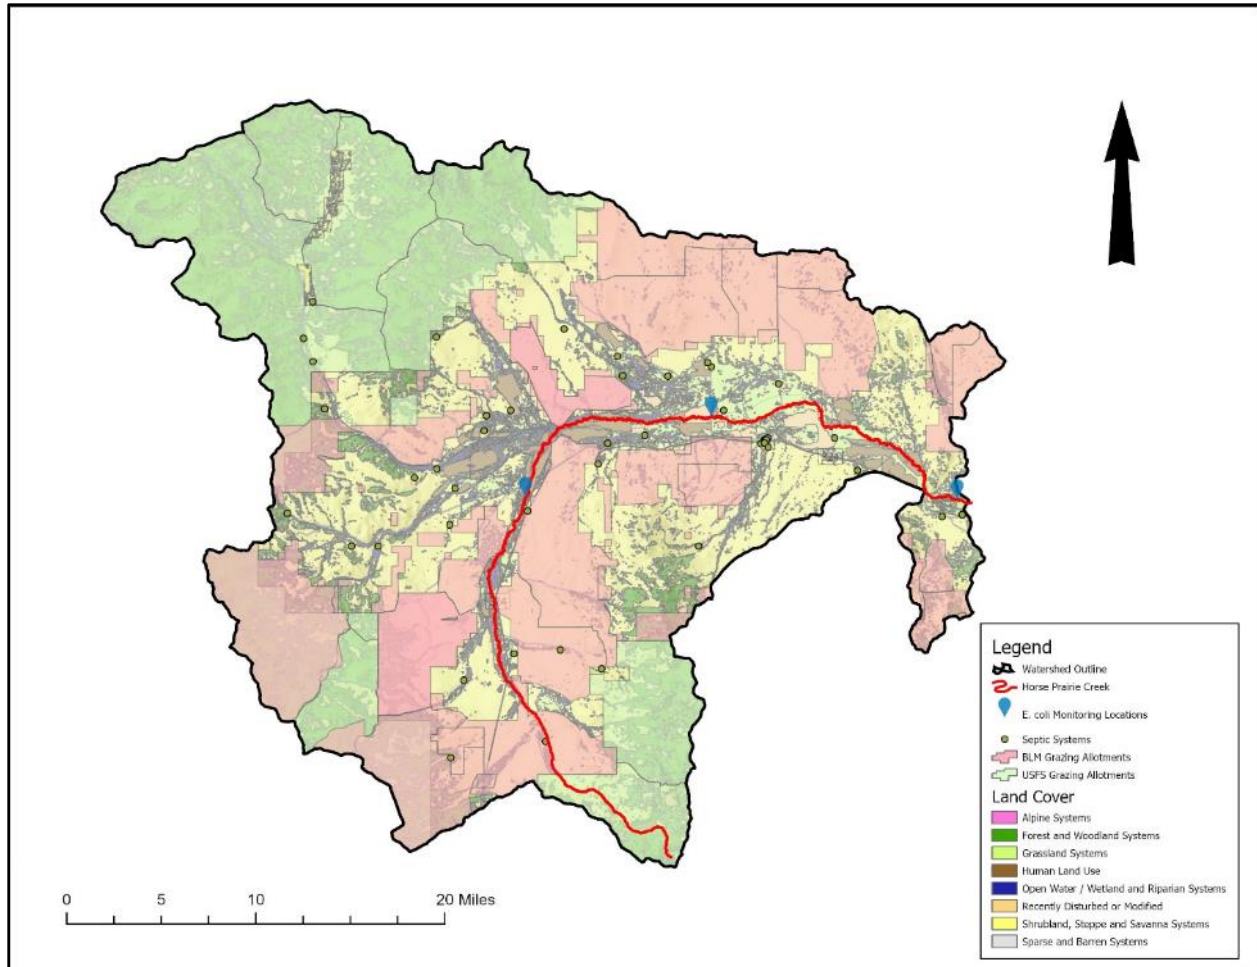 0 10 20 Miles
Legend
Watershed Outline
Horse Prairie Creek
E. coli Monitoring Locations
Septic Systems
BLM Grazing Allotments
USFS Grazing Allotments
Land Cover
Alpine Systems
Forest and Woodland Systems
Grassland Systems
Human Land Use
Open Water / Wetland and Riparian Systems
Recently Disturbed or Modified
Shrubland, Steppe and Savanna Systems
Sparse and Barren Systems